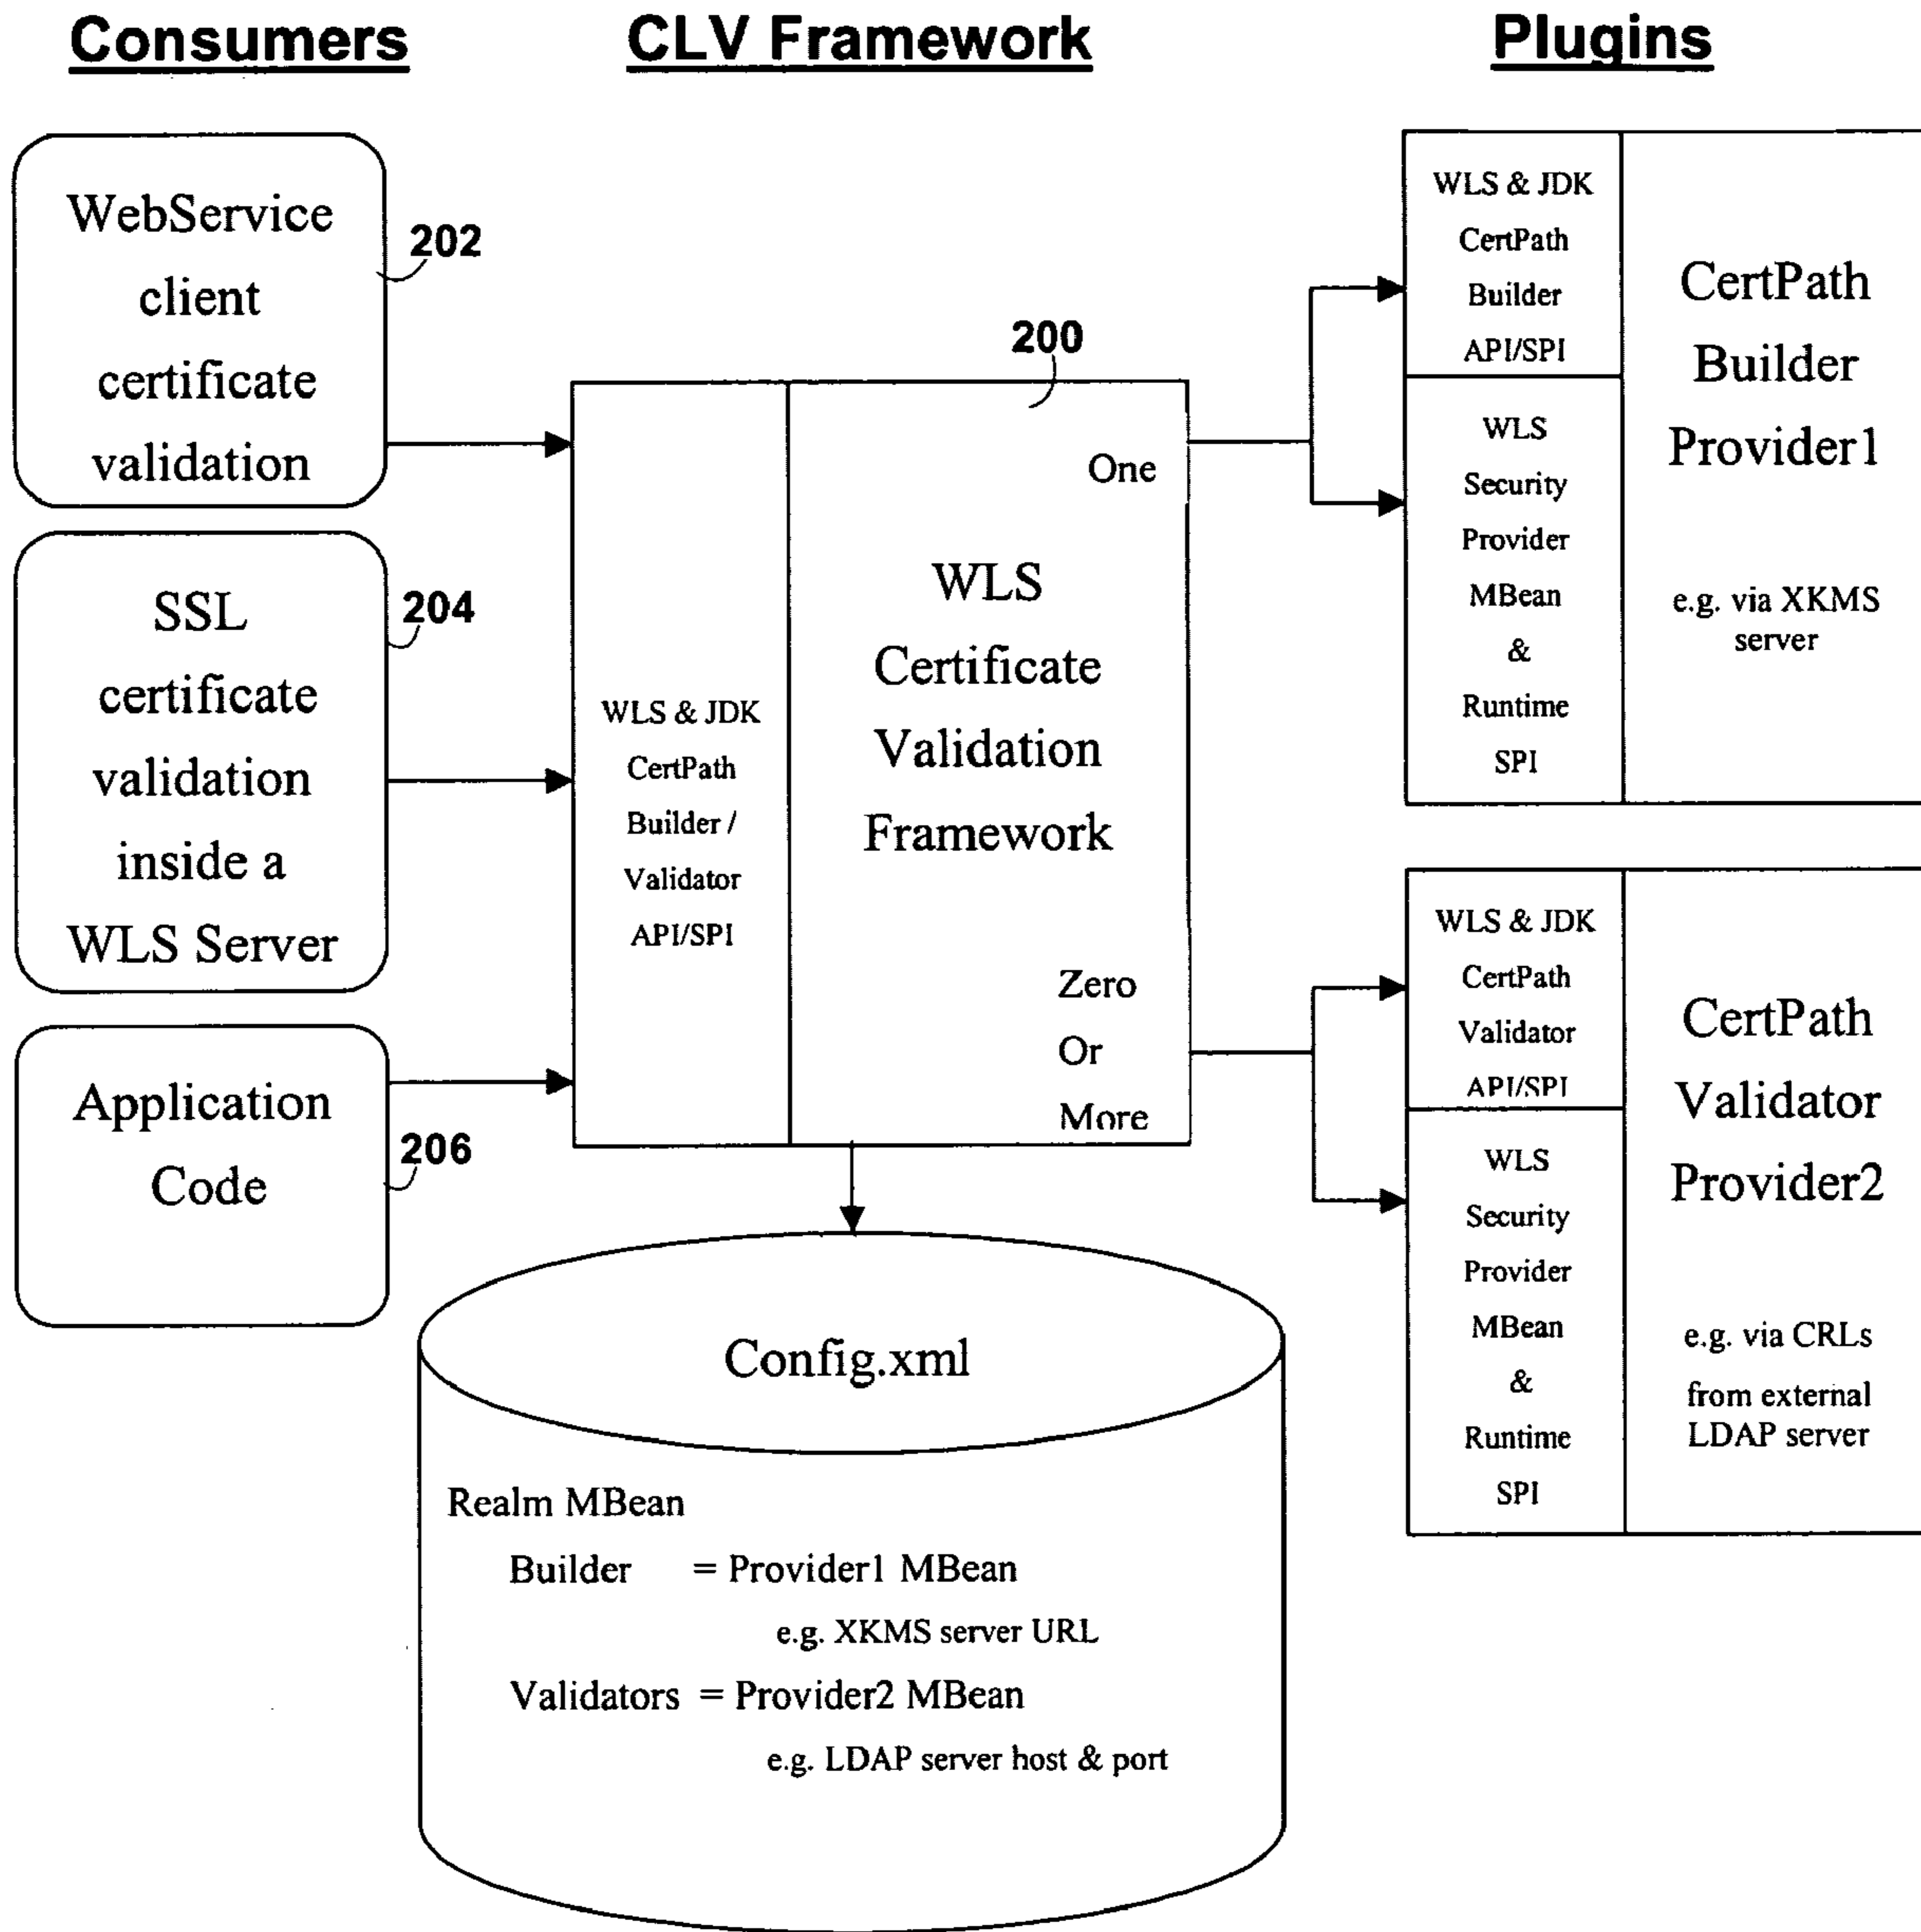 Consumers
CLV Framework
Plugins
WebService
client
certificate
validation
202
SSL
certificate
validation
inside a
WLS Server
204
Application
Code
206
200
WLS & JDK
CertPath
Builder /
Validator
API/SPI
One
WLS
Certificate
Validation
Framework
Zero
Or
More
WLS & JDK
CertPath
Builder
API/SPI
WLS
Security
Provider
MBean
&
Runtime
SPI
CertPath
Builder
Provider1
e.g. via XKMS
server
WLS & JDK
CertPath
Validator
API/SPI
WLS
Security
Provider
MBean
&
Runtime
SPI
CertPath
Validator
Provider2
e.g. via CRLs
from external
LDAP server
Config.xml
Realm MBean
Builder = Provider1 MBean
e.g. XKMS server URL
Validators = Provider2 MBean
e.g. LDAP server host & port